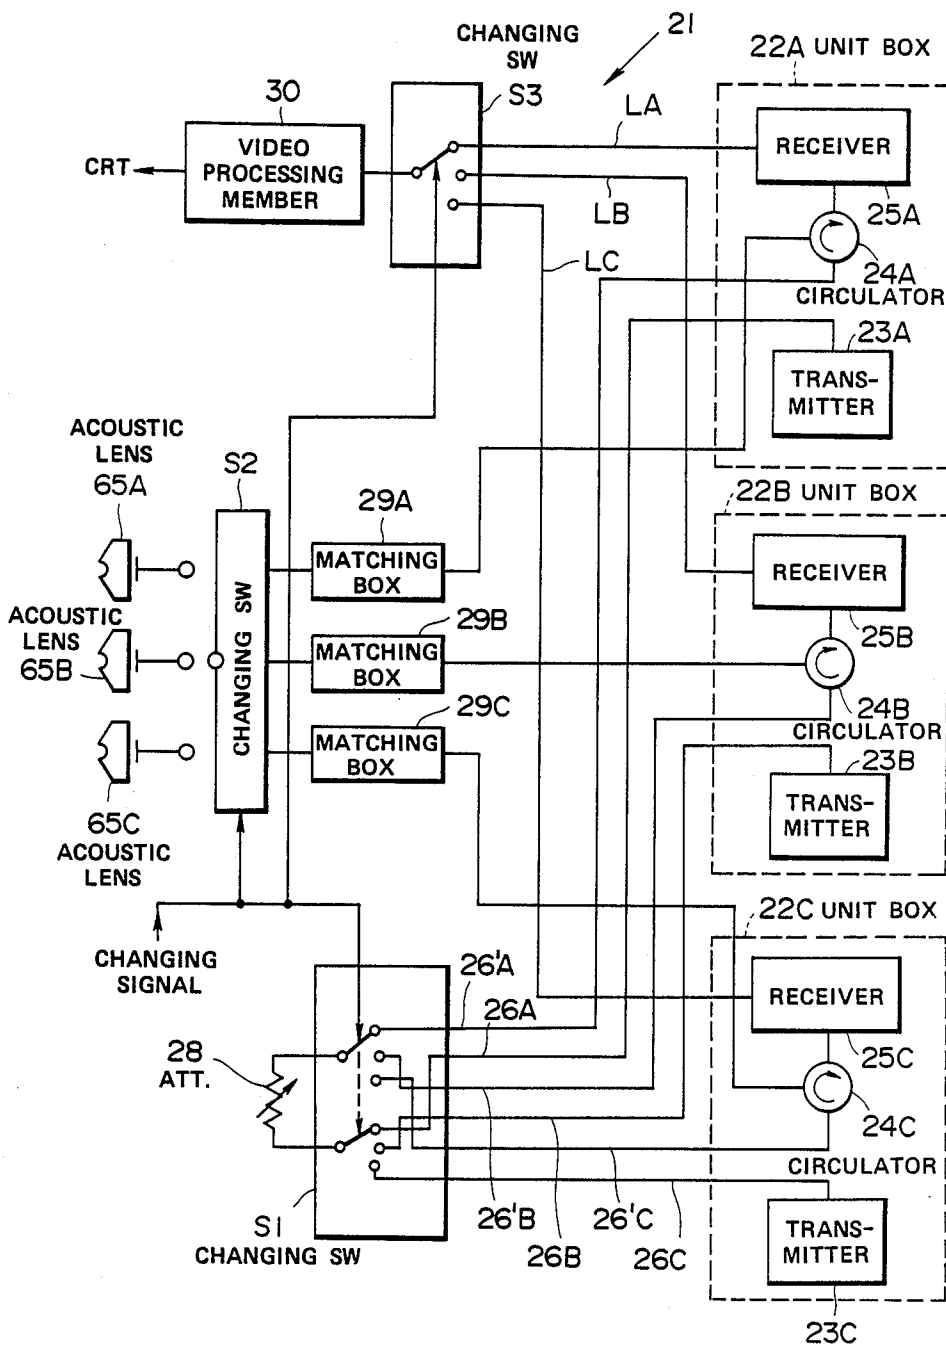 CHANGING
SW
S3
21
22A UNIT BOX
30
VIDEO
PROCESSING
MEMBER
CRT
LA
LB
LC
RECEIVER
25A
24A
CIRCULATOR
23A
TRANS-
MITTER
ACOUSTIC
LENS
65A
S2
29A
MATCHING
BOX
22B UNIT BOX
RECEIVER
25B
ACOUSTIC
LENS
65B
CHANGING SW
29B
MATCHING
BOX
24B
CIRCULATOR
29C
MATCHING
BOX
23B
TRANS-
MITTER
65C
ACOUSTIC
LENS
CHANGING
SIGNAL
22C UNIT BOX
26'A
26A
RECEIVER
25C
28
ATT.
24C
CIRCULATOR
S1
CHANGING SW
26'B
26B
26'C
26C
TRANS-
MITTER
23C